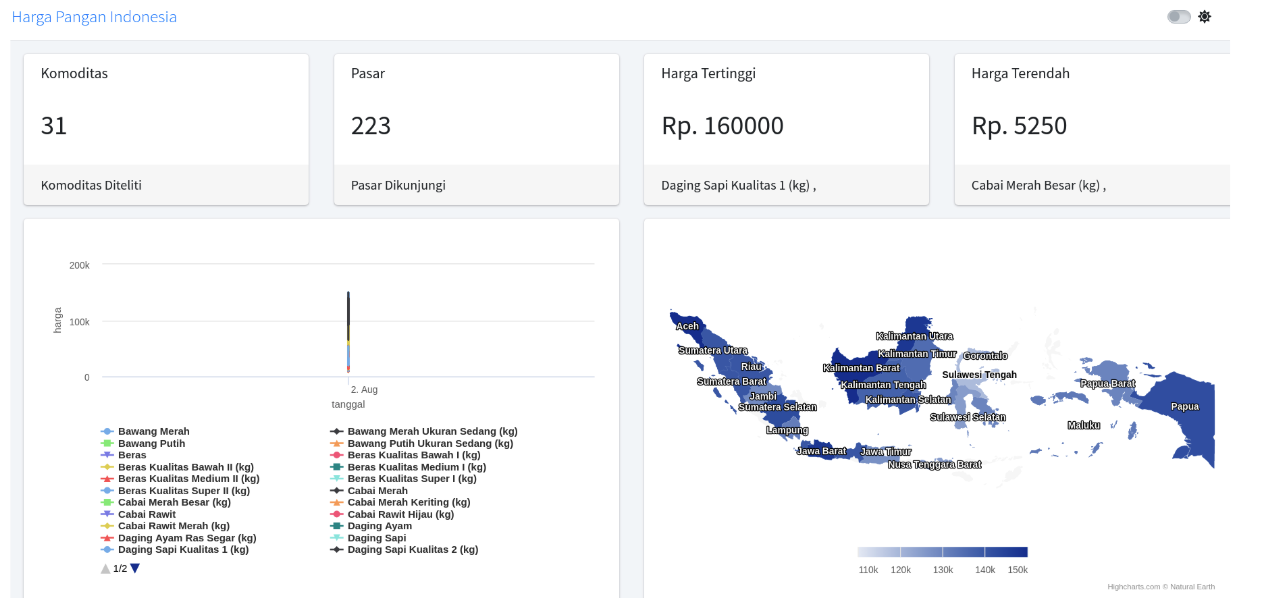 Harga Pangan Indonesia
Komoditas
31
Komoditas Diteliti
Pasar
223
Pasar Dikunjungi
Harga Tertinggi
Rp. 160000
Daging Sapi Kualitas 1 (kg) ,
Harga Terendah
Rp. 5250
Cabai Merah Besar (kg) ,
200k
100k
0
harga
2. Aug
tanggal
Bawang Merah
Bawang Putih
Beras
Beras Kualitas Bawah II (kg)
Beras Kualitas Medium II (kg)
Beras Kualitas Super II (kg)
Cabai Merah Besar (kg)
Cabai Rawit
Cabai Rawit Merah (kg)
Daging Ayam Ras Segar (kg)
Daging Sapi Kualitas 1 (kg)
Bawang Merah Ukuran Sedang (kg)
Bawang Putih Ukuran Sedang (kg)
Beras Kualitas Bawah I (kg)
Beras Kualitas Medium I (kg)
Beras Kualitas Super I (kg)
Cabai Merah
Cabai Merah Keriting (kg)
Cabai Rawit Hijau (kg)
Daging Ayam
Daging Sapi
Daging Sapi Kualitas 2 (kg)
1/2
Aceh
Sumatera Utara
Riau
Sumatera Barat
Jambi
Sumatera Selatan
Lampung
Jawa Barat
Jawa Timur
Nusa Tenggara Barat
Kalimantan Utara
Kalimantan Timur
Kalimantan Barat
Kalimantan Tengah
Kalimantan Selatan
Gorontalo
Sulawesi Tengah
Sulawesi Selatan
Maluku
Papua Barat
Papua
110k 120k 130k 140k 150k
Highcharts.com © Natural Earth